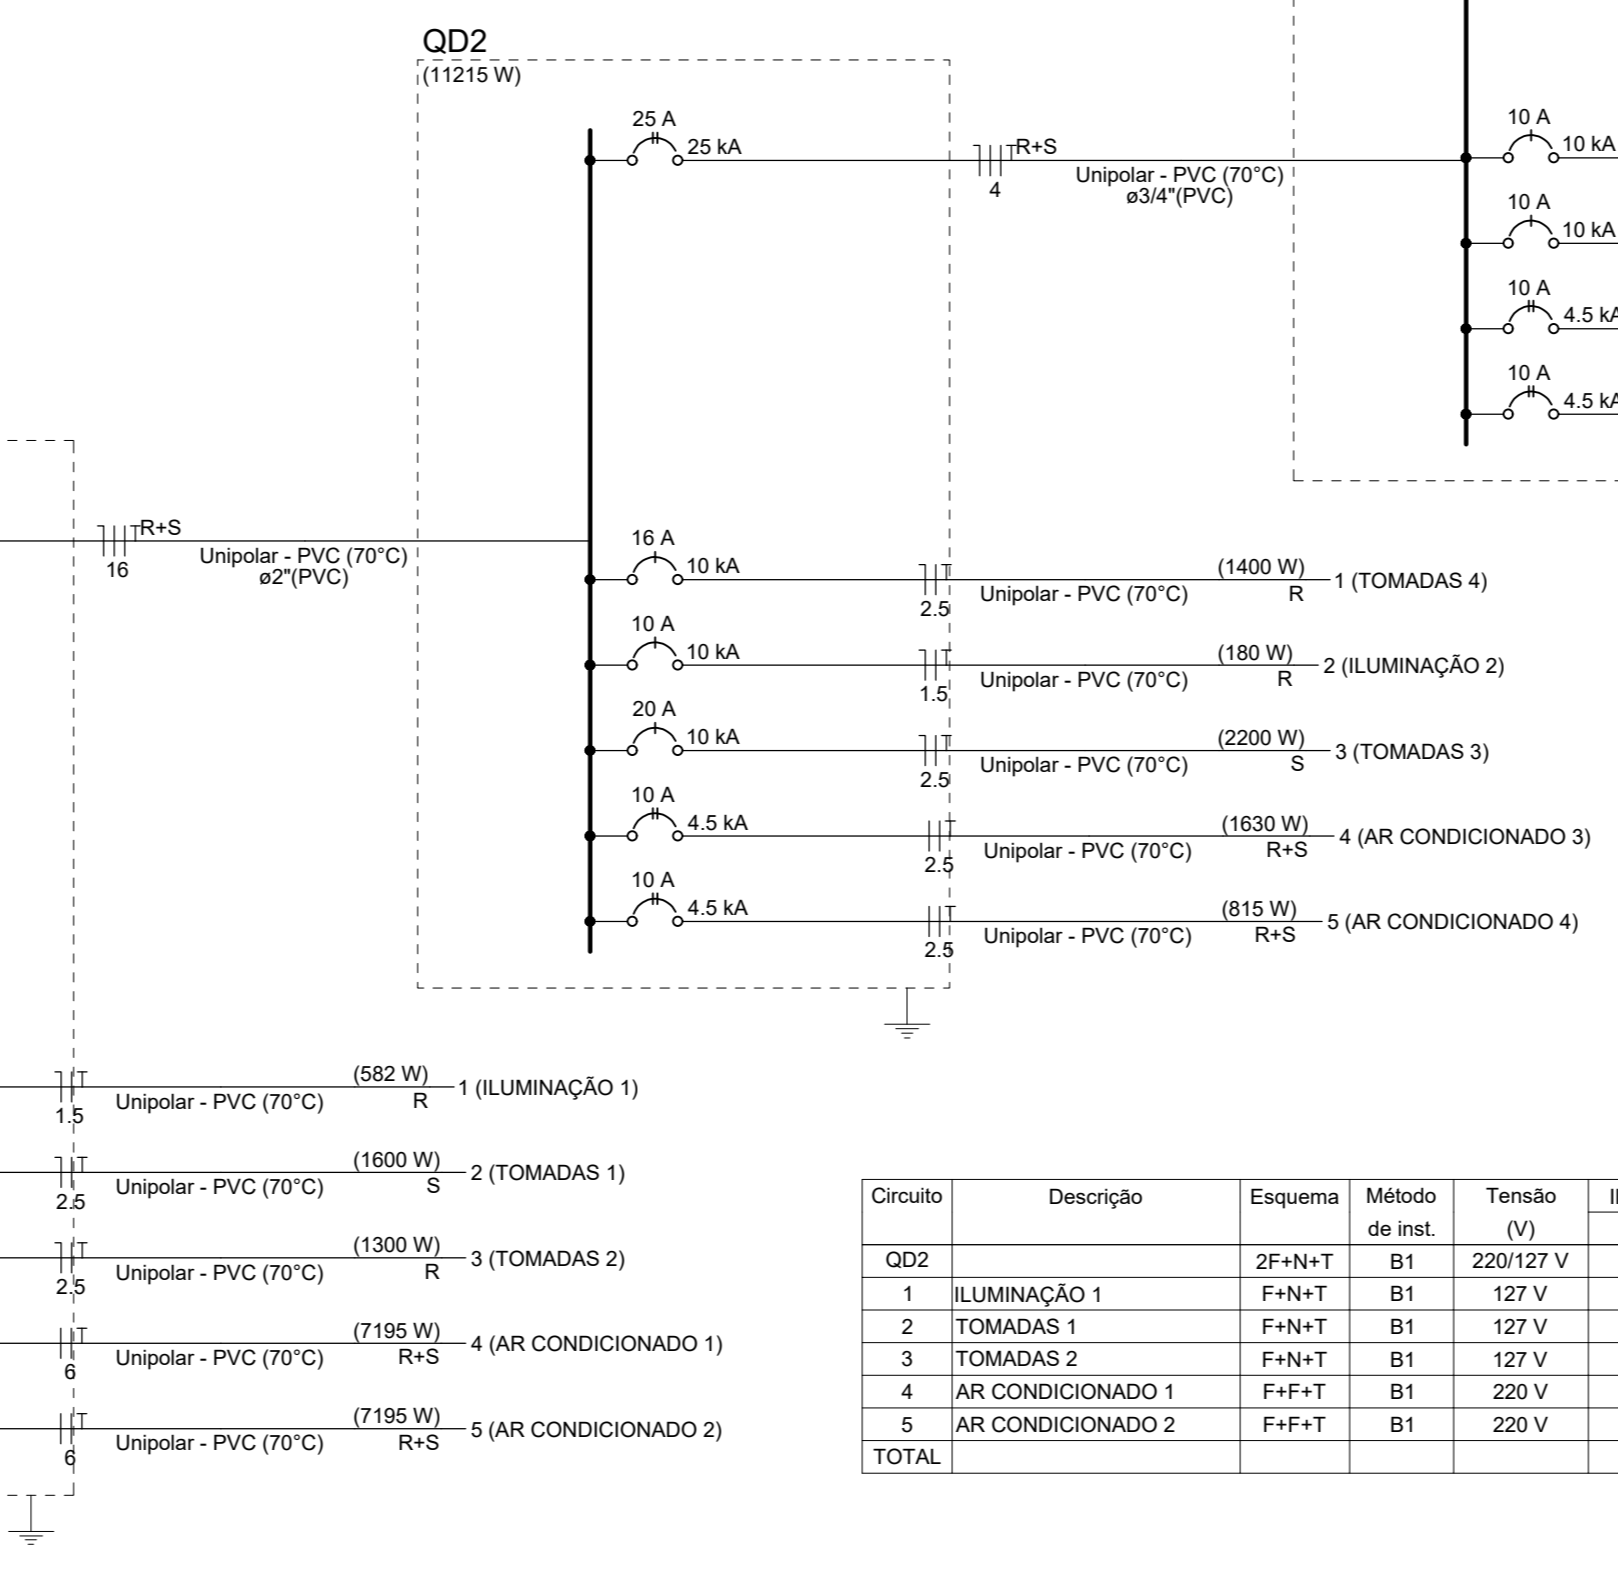 QD2
(11215 W)
25 A
25 kA
R+S
4
Unipolar - PVC (70°C)
ø3/4"(PVC)
10 A
10 kA
10 A
10 kA
10 A
4.5 kA
10 A
4.5 kA
R+S
16
Unipolar - PVC (70°C)
ø2"(PVC)
16 A
10 kA
2.5
Unipolar - PVC (70°C)
(1400 W)
R
1 (TOMADAS 4)
10 A
10 kA
1.5
Unipolar - PVC (70°C)
(180 W)
R
2 (ILUMINAÇÃO 2)
20 A
10 kA
2.5
Unipolar - PVC (70°C)
(2200 W)
S
3 (TOMADAS 3)
10 A
4.5 kA
2.5
Unipolar - PVC (70°C)
(1630 W)
R+S
4 (AR CONDICIONADO 3)
10 A
4.5 kA
2.5
Unipolar - PVC (70°C)
(815 W)
R+S
5 (AR CONDICIONADO 4)
1.5
Unipolar - PVC (70°C)
(582 W)
R
1 (ILUMINAÇÃO 1)
2.5
Unipolar - PVC (70°C)
(1600 W)
S
2 (TOMADAS 1)
2.5
Unipolar - PVC (70°C)
(1300 W)
R
3 (TOMADAS 2)
6
Unipolar - PVC (70°C)
(7195 W)
R+S
4 (AR CONDICIONADO 1)
6
Unipolar - PVC (70°C)
(7195 W)
R+S
5 (AR CONDICIONADO 2)
Circuito Descrição Esquema Método Tensão
de inst. (V)
QD2 2F+N+T B1 220/127 V
1 ILUMINAÇÃO 1 F+N+T B1 127 V
2 TOMADAS 1 F+N+T B1 127 V
3 TOMADAS 2 F+N+T B1 127 V
4 AR CONDICIONADO 1 F+F+T B1 220 V
5 AR CONDICIONADO 2 F+F+T B1 220 V
TOTAL